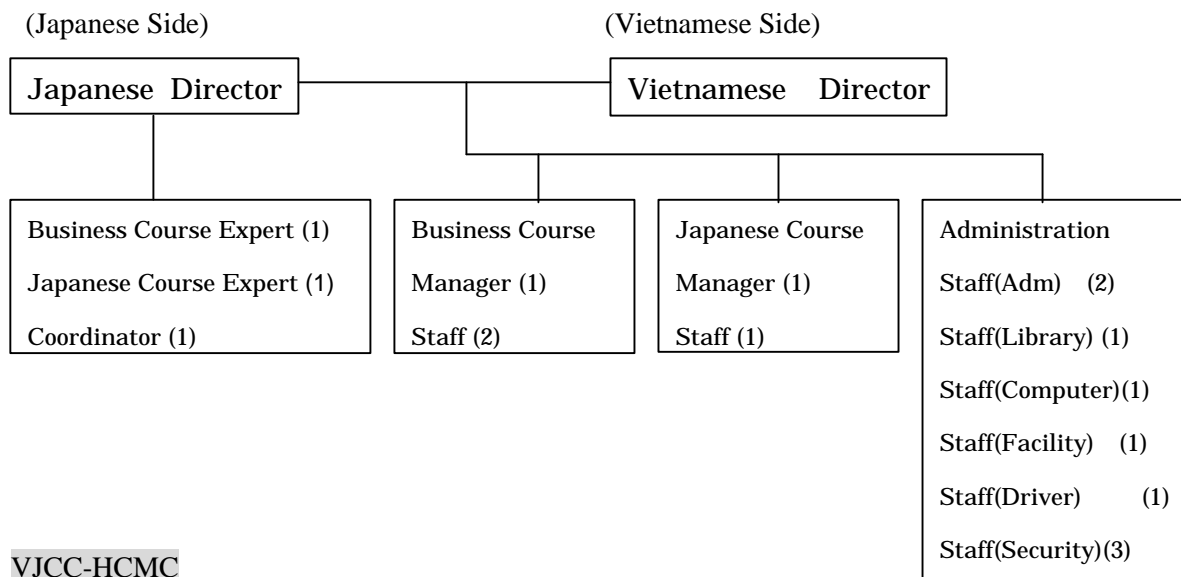 (Japanese Side)
(Vietnamese Side)
Japanese Director
Vietnamese Director
Business Course Expert (1)
Japanese Course Expert (1)
Coordinator (1)
Business Course
Manager (1)
Staff (2)
Japanese Course
Manager (1)
Staff (1)
Administration
Staff(Adm) (2)
Staff(Library) (1)
Staff(Computer)(1)
Staff(Facility) (1)
Staff(Driver) (1)
Staff(Security)(3)
VJCC-HCMC